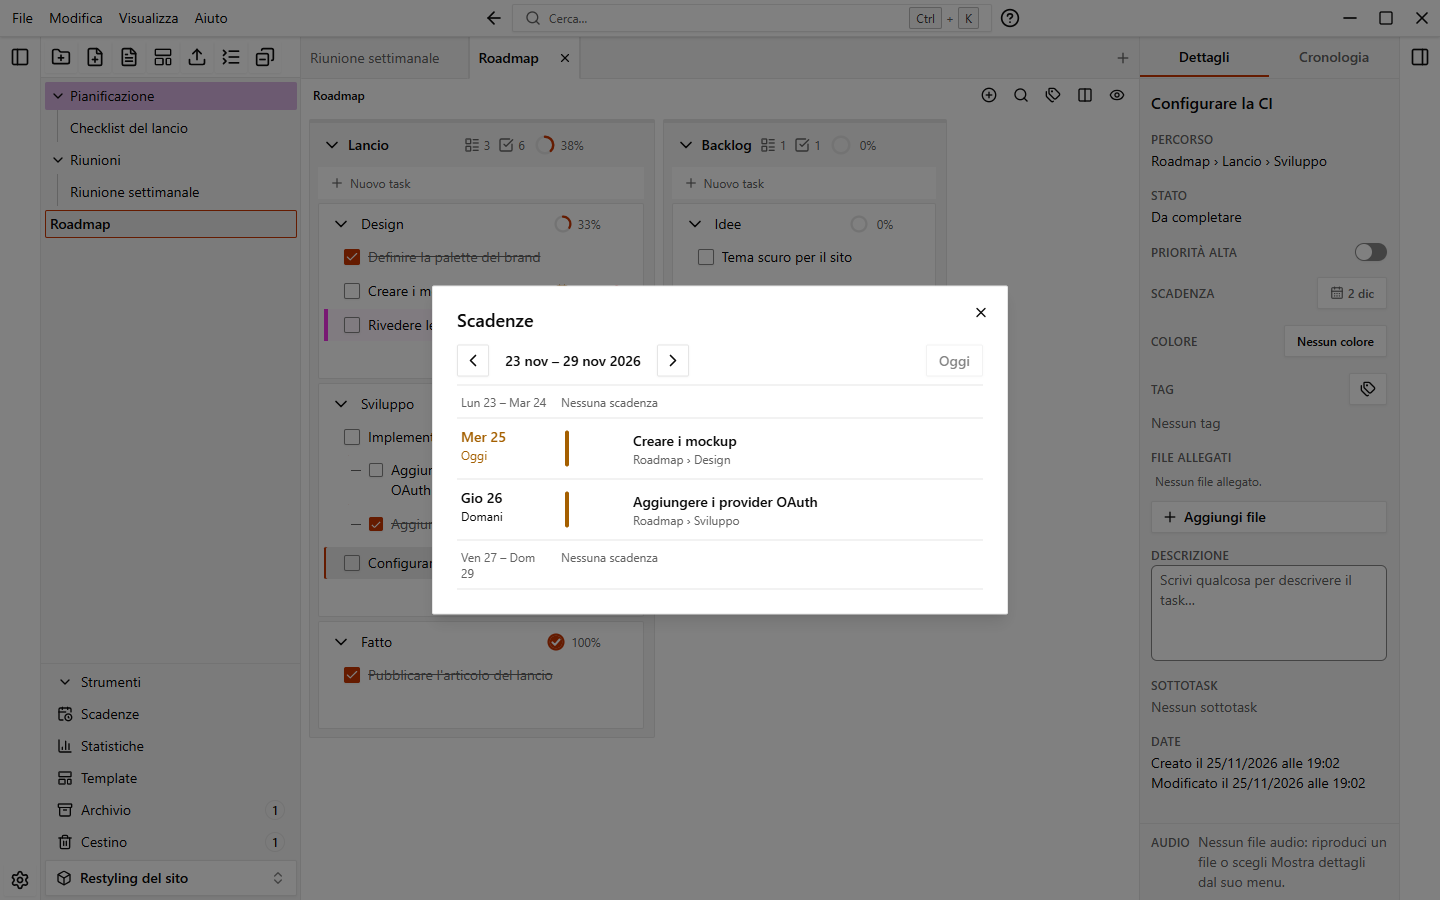 File Modifica Visualizza Aiuto
Cerca... Ctrl + K
Pianificazione
Checklist del lancio
Riunioni
Riunione settimanale
Roadmap
Strumenti
Scadenze
Statistiche
Template
Archivio 1
Cestino 1
Restyling del sito
Riunione settimanale Roadmap
Roadmap
Lancio 3 6 38%
Nuovo task
Design 33%
Definire la palette del brand
Creare i m
Rivedere le
Sviluppo
Implement
Aggiun
OAuth
Aggiun
Configurar
Fatto 100%
Pubblicare l'articolo del lancio
Backlog 1 1 0%
Nuovo task
Idee 0%
Tema scuro per il sito
Scadenze
23 nov – 29 nov 2026 Oggi
Lun 23 – Mar 24 Nessuna scadenza
Mer 25
Oggi
Creare i mockup
Roadmap › Design
Gio 26
Domani
Aggiungere i provider OAuth
Roadmap › Sviluppo
Ven 27 – Dom
29
Nessuna scadenza
Dettagli Cronologia
Configurare la CI
PERCORSO
Roadmap › Lancio › Sviluppo
STATO
Da completare
PRIORITÀ ALTA
SCADENZA 2 dic
COLORE Nessun colore
TAG
Nessun tag
FILE ALLEGATI
Nessun file allegato.
Aggiungi file
DESCRIZIONE
Scrivi qualcosa per descrivere il
task...
SOTTOTASK
Nessun sottotask
DATE
Creato il 25/11/2026 alle 19:02
Modificato il 25/11/2026 alle 19:02
AUDIO Nessun file audio: riproduci un
file o scegli Mostra dettagli
dal suo menu.